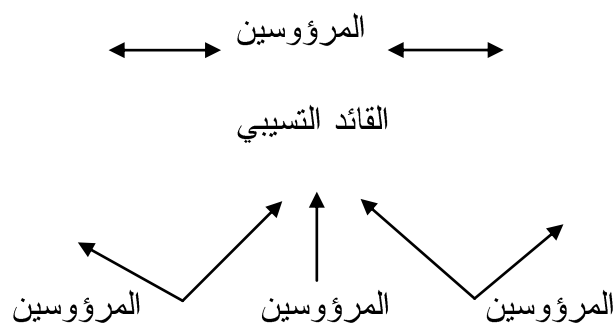 المرؤوسين
القائد التسيبي
المرؤوسين المرؤوسين المرؤوسين